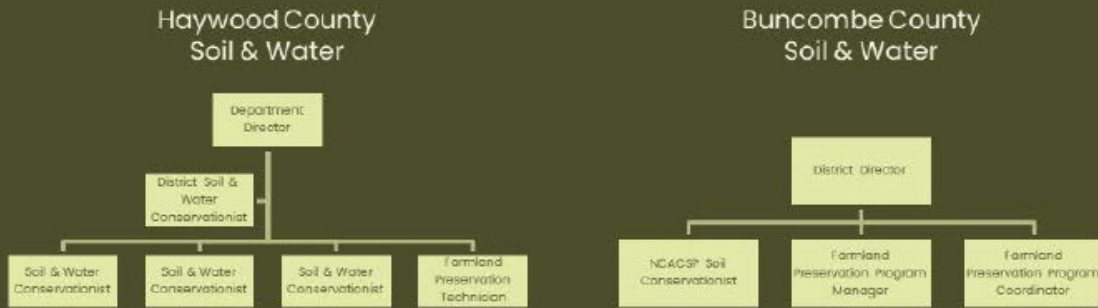 Haywood County
Soil & Water
Department
Director
District Soil &
Water
Conservationist
Soil & Water
Conservationist
Soil & Water
Conservationist
Soil & Water
Conservationist
Farmland
Preservation
Technician
Buncombe County
Soil & Water
District Director
NCACSP Soil
Conservationist
Farmland
Preservation Program
Manager
Farmland
Preservation Program
Coordinator